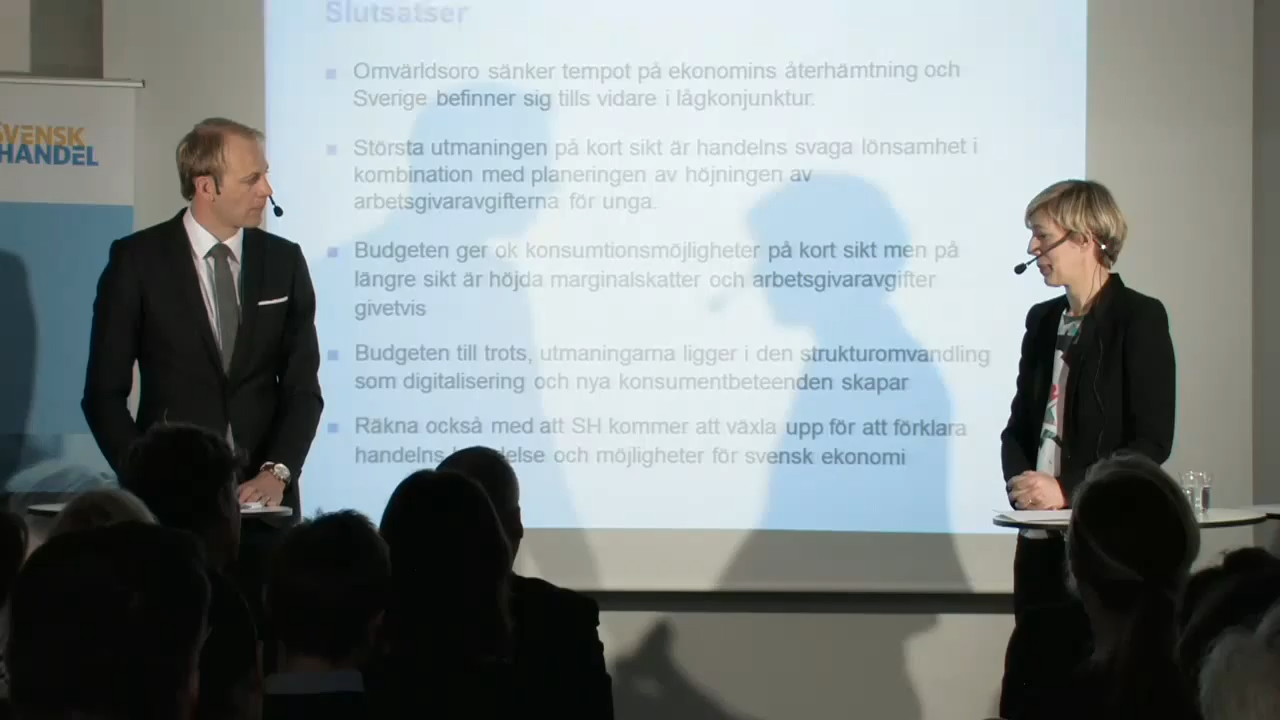 Slutsatser
SVENSK
HANDEL
Omvärldsoro sänker tempot på ekonomins återhämtning och
Sverige befinner sig tills vidare i lågkonjunktur.
Största utmaningen på kort sikt är handelns svaga lönsamhet i
kombination med planeringen av höjningen av
arbetsgivaravgifterna för unga.
Budgeten ger ok konsumtionsmöjligheter på kort sikt men på
längre sikt är höjda marginalskatter och arbetsgivaravgifter
givetvis
Budgeten till trots, utmaningarna ligger i den strukturomvandling
som digitalisering och nya konsumentbeteenden skapar
Räkna också med att SH kommer att växla upp för att förklara
handelns och möjligheter för svensk ekonomi